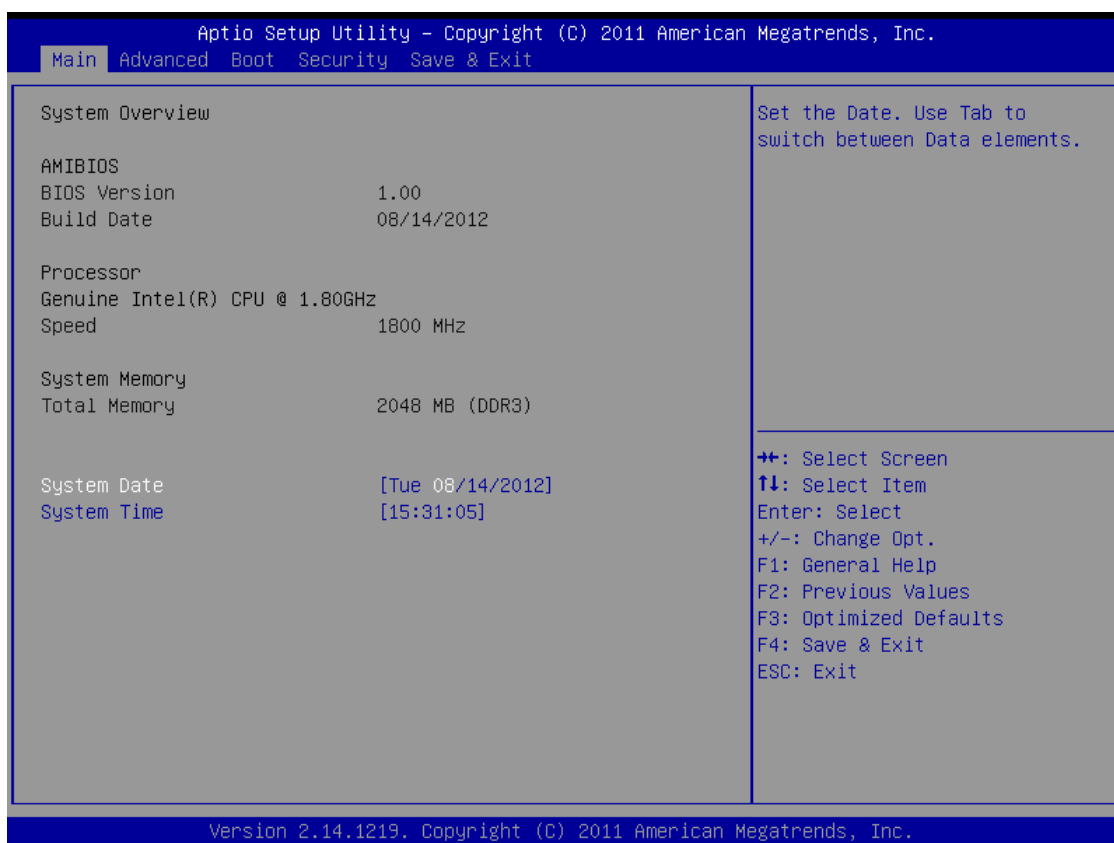 Aptio Setup Utility – Copyright (C) 2011 American Megatrends, Inc.
Main Advanced Boot Security Save & Exit
System Overview
AMIBIOS
BIOS Version 1.00
Build Date 08/14/2012
Processor
Genuine Intel(R) CPU @ 1.80GHz
Speed 1800 MHz
System Memory
Total Memory 2048 MB (DDR3)
System Date [Tue 08/14/2012]
System Time [15:31:05]
Set the Date. Use Tab to
switch between Data elements.
→←: Select Screen
↑↓: Select Item
Enter: Select
+/-: Change Opt.
F1: General Help
F2: Previous Values
F3: Optimized Defaults
F4: Save & Exit
ESC: Exit
Version 2.14.1219. Copyright (C) 2011 American Megatrends, Inc.